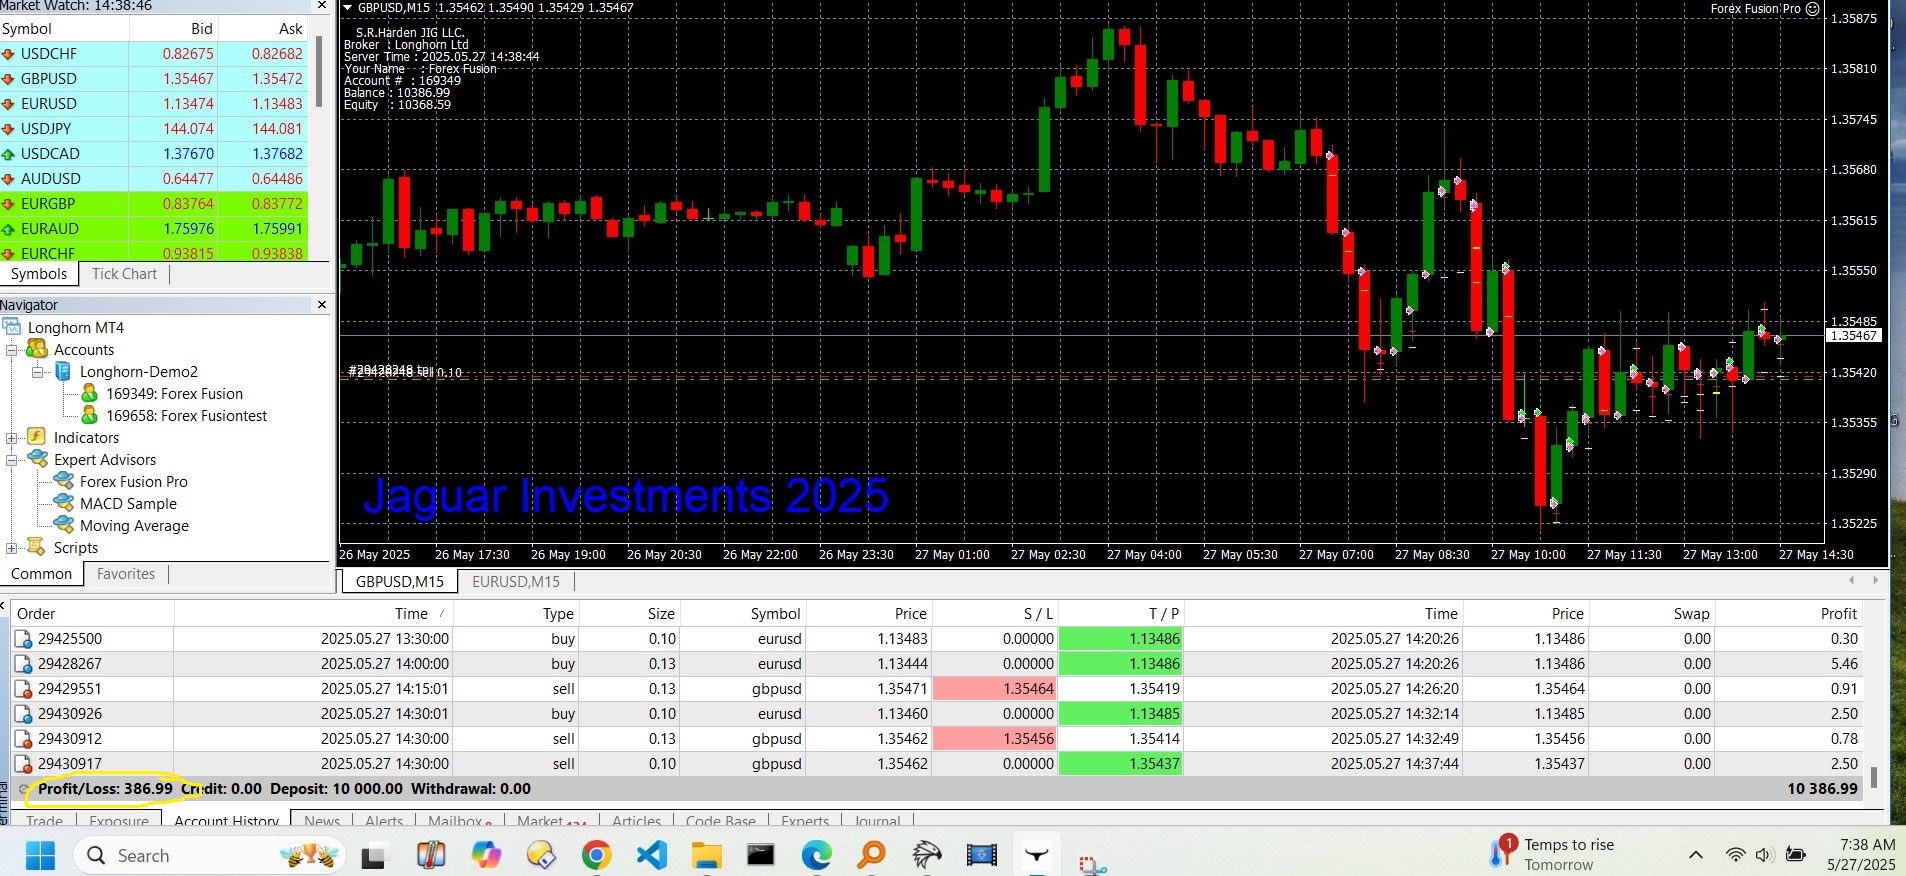 Market Watch: 14:38:46
Symbol Bid Ask
USDCHF 0.82675 0.82682
GBPUSD 1.35467 1.35472
EURUSD 1.13474 1.13483
USDJPY 144.074 144.081
USDCAD 1.37670 1.37682
AUDUSD 0.64477 0.64486
EURGBP 0.83764 0.83772
EURAUD 1.75976 1.75991
EURCHF 0.93815 0.93838
Symbols Tick Chart
Navigator
Longhorn MT4
Accounts
Longhorn-Demo2
169349: Forex Fusion
169658: Forex Fusiontest
Indicators
Expert Advisors
Forex Fusion Pro
MACD Sample
Moving Average
Scripts
Common Favorites
GBPUSD,M15 1.35462 1.35490 1.35429 1.35467
Forex Fusion Pro
S.R.Harden JIG LLC.
Broker : Longhorn Ltd
Server Time : 2025.05.27 14:38:44
Your Name : Forex Fusion
Account # : 169349
Balance : 10386.99
Equity : 10368.59
sell 0.10
Jaguar Investments 2025
1.35875
1.35810
1.35745
1.35680
1.35615
1.35550
1.35485
1.35467
1.35420
1.35355
1.35290
1.35225
26 May 2025 26 May 17:30 26 May 19:00 26 May 20:30 26 May 22:00 26 May 23:30 27 May 01:00 27 May 02:30 27 May 04:00 27 May 05:30 27 May 07:00 27 May 08:30 27 May 10:00 27 May 11:30 27 May 13:00 27 May 14:30
GBPUSD,M15 EURUSD,M15
Order Time Type Size Symbol Price S / L T / P Time Price Swap Profit
29425500 2025.05.27 13:30:00 buy 0.10 eurusd 1.13483 0.00000 1.13486 2025.05.27 14:20:26 1.13486 0.00 0.30
29428267 2025.05.27 14:00:00 buy 0.13 eurusd 1.13444 0.00000 1.13486 2025.05.27 14:20:26 1.13486 0.00 5.46
29429551 2025.05.27 14:15:01 sell 0.13 gbpusd 1.35471 1.35464 1.35419 2025.05.27 14:26:20 1.35464 0.00 0.91
29430926 2025.05.27 14:30:01 buy 0.10 eurusd 1.13460 0.00000 1.13485 2025.05.27 14:32:14 1.13485 0.00 2.50
29430912 2025.05.27 14:30:00 sell 0.13 gbpusd 1.35462 1.35456 1.35414 2025.05.27 14:32:49 1.35456 0.00 0.78
29430917 2025.05.27 14:30:00 sell 0.10 gbpusd 1.35462 0.00000 1.35437 2025.05.27 14:37:44 1.35437 0.00 2.50
Profit/Loss: 386.99 Credit: 0.00 Deposit: 10 000.00 Withdrawal: 0.00 10 386.99
Trade Exposure Account History News Alerts Mailbox Market Articles Code Base Experts Journal
Search
1
Temps to rise
Tomorrow
7:38 AM
5/27/2025